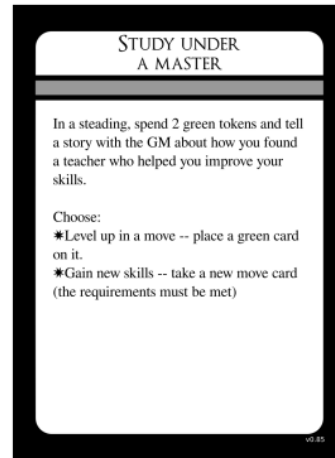 STUDY UNDER
A MASTER
In a steading, spend 2 green tokens and tell
a story with the GM about how you found
a teacher who helped you improve your
skills.
Choose:
✷Level up in a move -- place a green card
on it.
✷Gain new skills -- take a new move card
(the requirements must be met)
v0.85